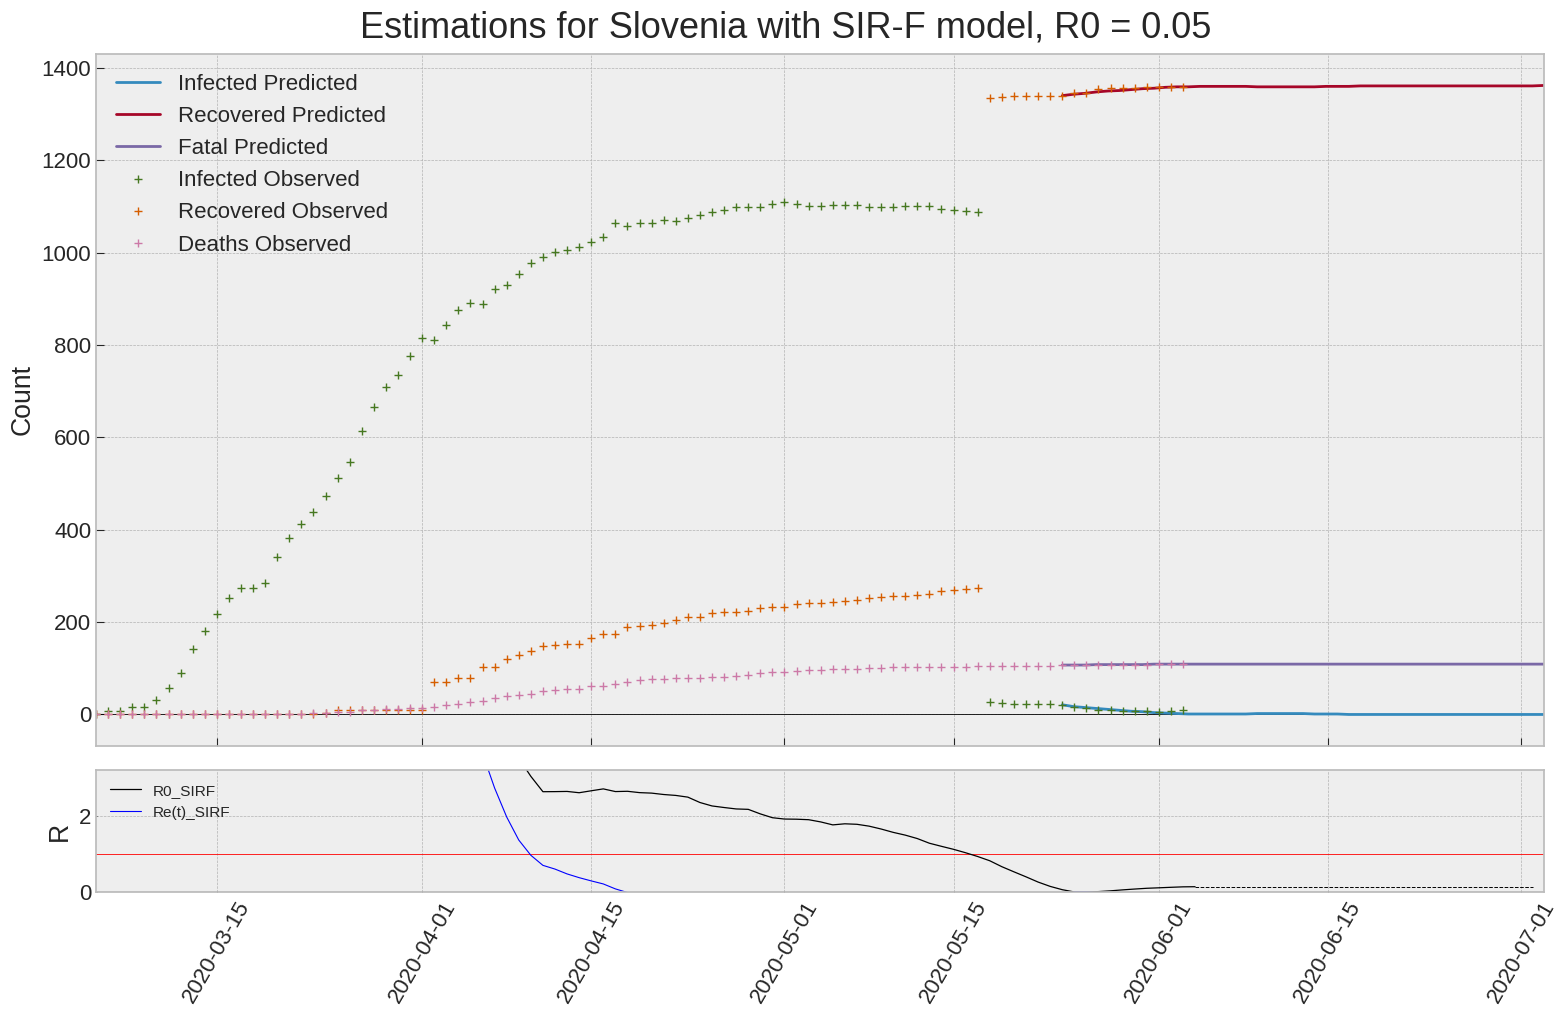 Estimations for Slovenia with SIR-F model, R0 = 0.05
1400
1200
1000
800
600
400
200
0
Count
Infected Predicted
Recovered Predicted
Fatal Predicted
Infected Observed
Recovered Observed
Deaths Observed
R0_SIRF
Re(t)_SIRF
2
0
R
2020-03-15
2020-04-01
2020-04-15
2020-05-01
2020-05-15
2020-06-01
2020-06-15
2020-07-01